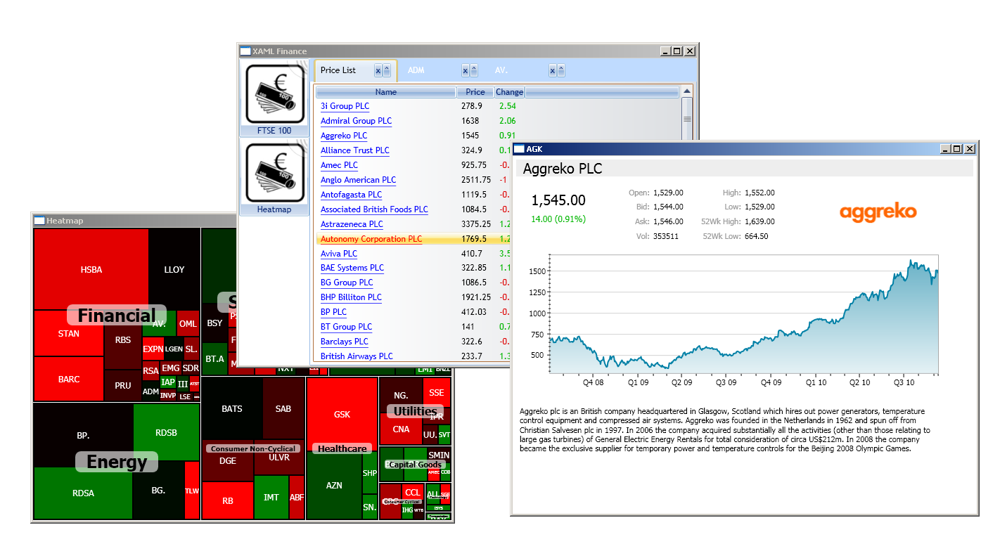 XAML Finance
FTSE 100
Heatmap
Price List
ADM
AV.
Name Price Change
3i Group PLC 278.9 2.54
Admiral Group PLC 1638 2.06
Aggreko PLC 1545 0.91
Alliance Trust PLC 324.9 0.1
Amec PLC 925.75 -0.
Anglo American PLC 2511.75 -1
Antofagasta PLC 1119.5 -0.
Associated British Foods PLC 1084.5 -0.
Astrazeneca PLC 3375.25 1.2
Autonomy Corporation PLC 1769.5 1.2
Aviva PLC 410.7 3.5
BAE Systems PLC 322.85 1.1
BG Group PLC 1086.5 -0.
BHP Billiton PLC 1921.25 -0.
BP PLC 412.03 -0.
BT Group PLC 141 0.7
Barclays PLC 322.6 -0.
British Airways PLC 233.7 1.3
AGK
Aggreko PLC
1,545.00
14.00 (0.91%)
Open: 1,529.00 High: 1,552.00
Bid: 1,544.00 Low: 1,529.00
Ask: 1,546.00 52Wk High: 1,639.00
Vol: 353511 52Wk Low: 664.50
aggreko
1500
1250
1000
750
500
Q4 08 Q1 09 Q2 09 Q3 09 Q4 09 Q1 10 Q2 10 Q3 10
Aggreko plc is an British company headquartered in Glasgow, Scotland which hires out power generators, temperature
control equipment and compressed air systems. Aggreko was founded in the Netherlands in 1962 and spun off from
Christian Salvesen plc in 1997. In 2006 the company acquired substantially all the activities (other than those relating to
large gas turbines) of General Electric Energy Rentals for total consideration of circa US$212m. In 2008 the company
became the exclusive supplier for temporary power and temperature controls for the Beijing 2008 Olympic Games.
Heatmap
HSBA
LLOY
Financial
STAN
RBS
AV.
OML
EXPN
LGEN
SL.
BARC
PRU
RSA
EMG
SDR
ADM
IAP
III
ATST
INVP
LSE
BSY
BT.A
NXT
LMI
BNZL
BP.
RDSB
Energy
RDSA
BG.
TLW
BATS
SAB
Consumer Non-Cyclical
DGE
ULVR
RB
IMT
ABF
GSK
Healthcare
AZN
SHP
SN.
NG.
SSE
Utilities
CNA
IPR
UU.
SVT
SMIN
Capital Goods
AMEC
COB
CCL
Consumer Cyclical
IHG
WTB
ALL
SGE
ISYS